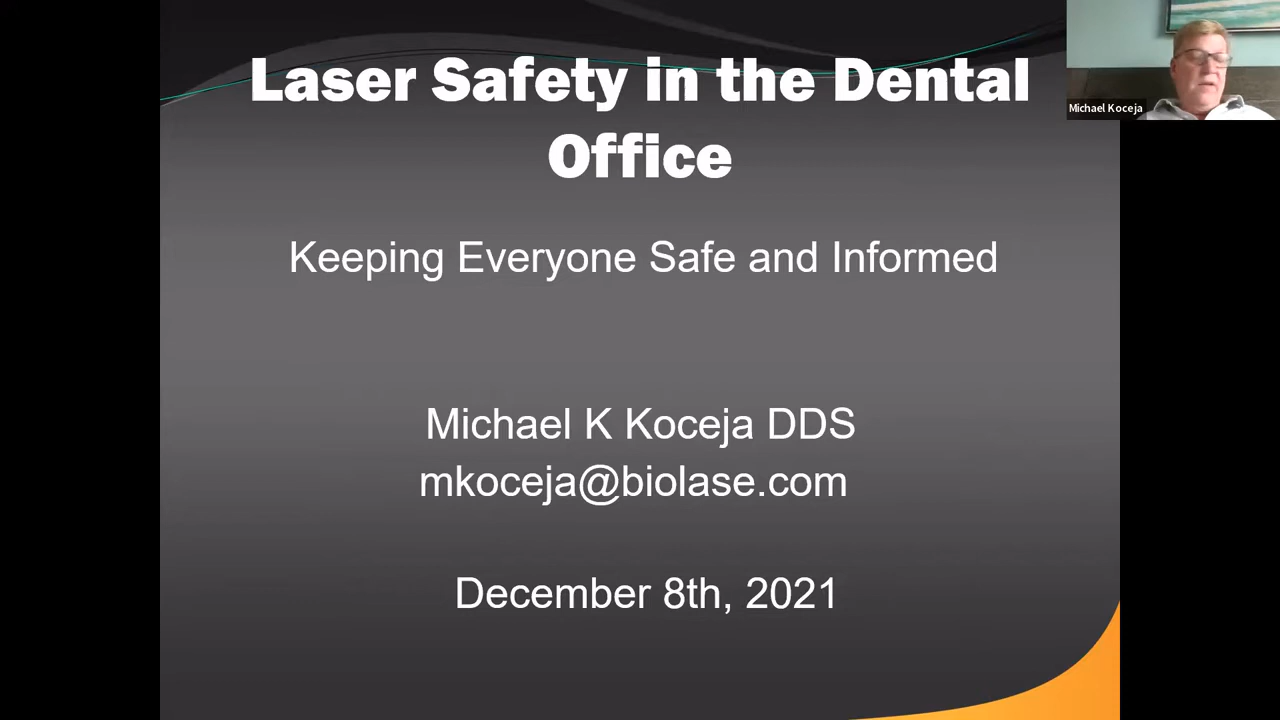 Laser Safety in the Dental
Office
Keeping Everyone Safe and Informed
Michael K Koceja DDS
mkoceja@biolase.com
December 8th, 2021
Michael Koceja